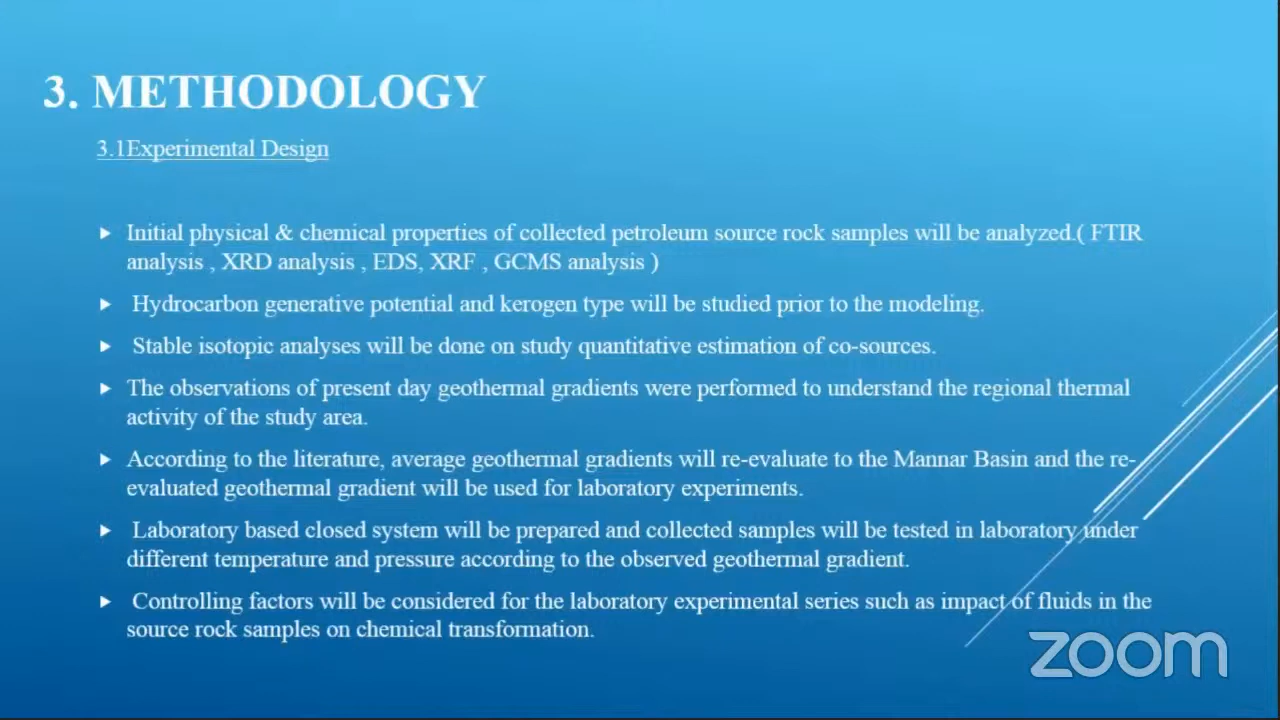 3. METHODOLOGY
3.1Experimental Design
Initial physical & chemical properties of collected petroleum source rock samples will be analyzed.( FTIR
analysis , XRD analysis , EDS, XRF , GCMS analysis )
Hydrocarbon generative potential and kerogen type will be studied prior to the modeling.
Stable isotopic analyses will be done on study quantitative estimation of co-sources.
The observations of present day geothermal gradients were performed to understand the regional thermal
activity of the study area.
According to the literature, average geothermal gradients will re-evaluate to the Mannar Basin and the re-
evaluated geothermal gradient will be used for laboratory experiments.
Laboratory based closed system will be prepared and collected samples will be tested in laboratory under
different temperature and pressure according to the observed geothermal gradient.
Controlling factors will be considered for the laboratory experimental series such as impact of fluids in the
source rock samples on chemical transformation.
zoom